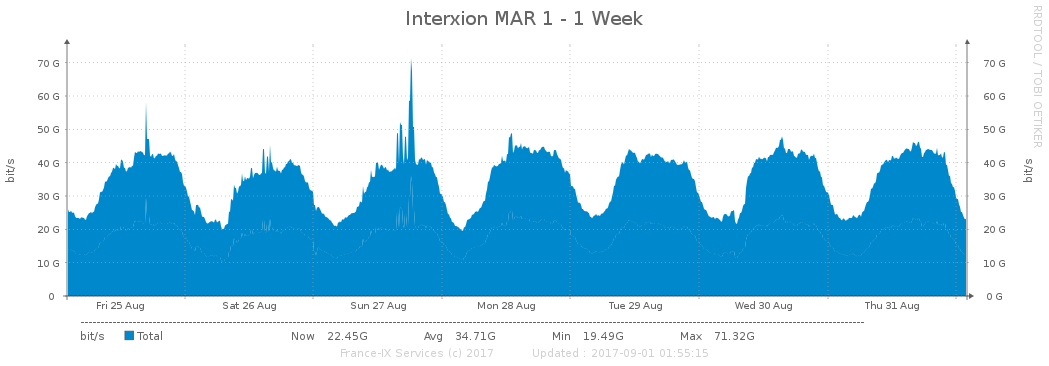 Interxion MAR 1 - 1 Week
RRDTOOL / TOBI OETIKER
bit/s
70 G 70 G
60 G 60 G
50 G 50 G
40 G 40 G
30 G 30 G
20 G 20 G
10 G 10 G
0 0 G
bit/s
Fri 25 Aug Sat 26 Aug Sun 27 Aug Mon 28 Aug Tue 29 Aug Wed 30 Aug Thu 31 Aug
bit/s Total Now 22.45G Avg 34.71G Min 19.49G Max 71.32G
France-IX Services (c) 2017 Updated : 2017-09-01 01:55:15